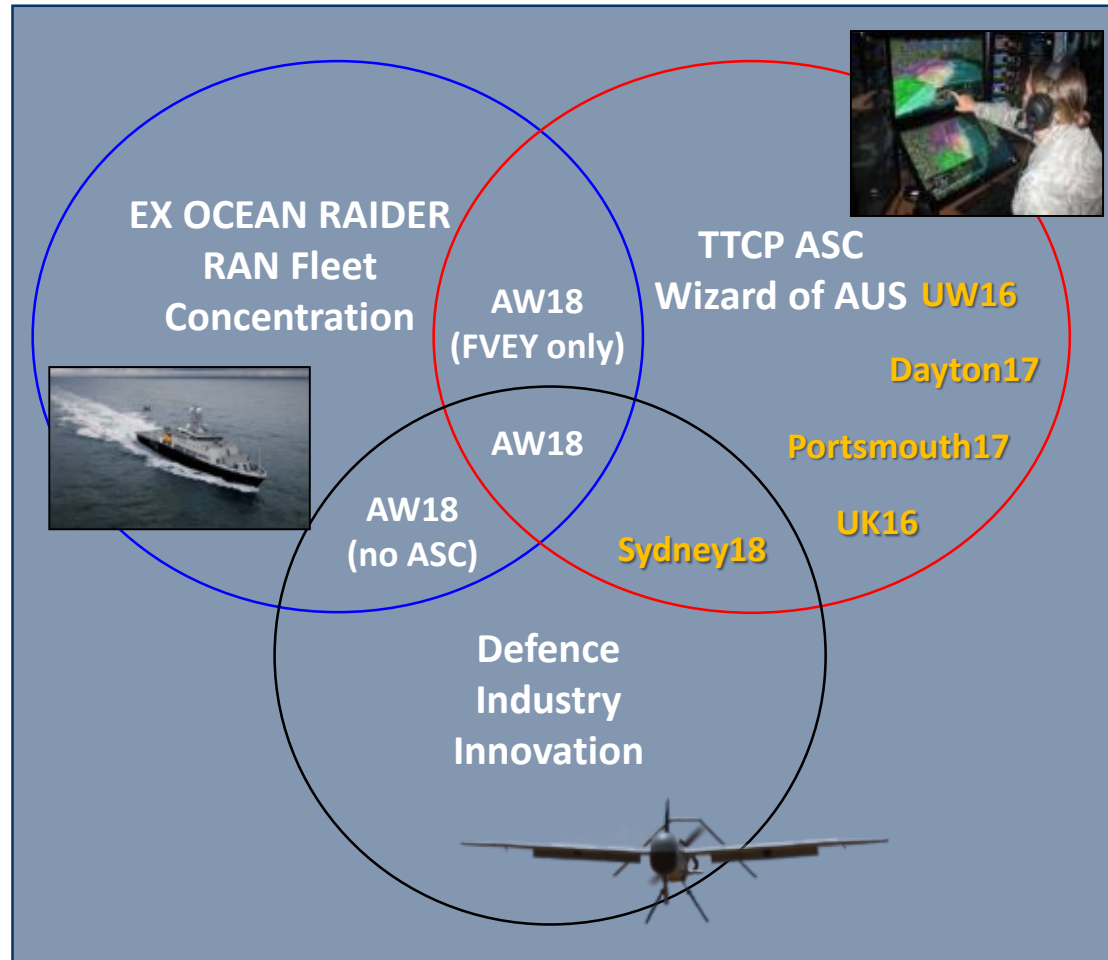 EX OCEAN RAIDER
RAN Fleet
Concentration
TTCP ASC
Wizard of AUS
UW16
AW18
(FVEY only)
Dayton17
Portsmouth17
AW18
UK16
AW18
(no ASC)
Sydney18
Defence
Industry
Innovation